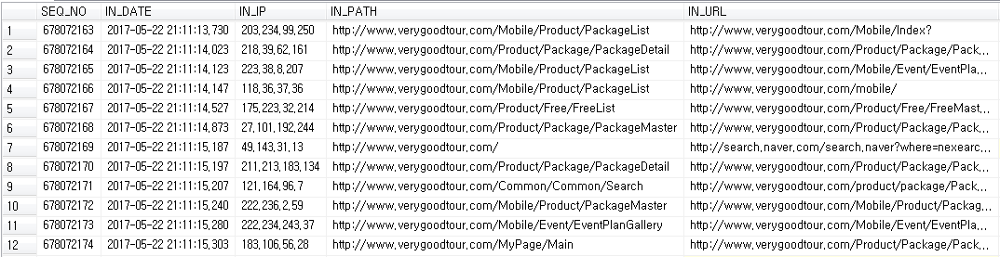 SEQ_NO IN_DATE IN_IP IN_PATH IN_URL
1 678072163 2017-05-22 21:11:13,730 203,234,99,250 http://www.verygoodtour.com/Mobile/Product/PackageList http://www.verygoodtour.com/Mobile/Index?
2 678072164 2017-05-22 21:11:14,023 218,39,62,161 http://www.verygoodtour.com/Product/Package/PackageDetail http://www.verygoodtour.com/Product/Package/Pack...
3 678072165 2017-05-22 21:11:14,123 223,38,8,207 http://www.verygoodtour.com/Mobile/Product/PackageList http://www.verygoodtour.com/Mobile/Event/EventPla...
4 678072166 2017-05-22 21:11:14,147 118,36,37,36 http://www.verygoodtour.com/Mobile/Product/PackageList http://www.verygoodtour.com/mobile/
5 678072167 2017-05-22 21:11:14,527 175,223,32,214 http://www.verygoodtour.com/Product/Free/FreeList http://www.verygoodtour.com/Product/Free/FreeMast...
6 678072168 2017-05-22 21:11:14,873 27,101,192,244 http://www.verygoodtour.com/Product/Package/PackageMaster http://www.verygoodtour.com/Product/Package/Pack...
7 678072169 2017-05-22 21:11:15,187 49,143,31,13 http://www.verygoodtour.com/ http://search.naver.com/search.naver?where=nexearc...
8 678072170 2017-05-22 21:11:15,197 211,213,183,134 http://www.verygoodtour.com/Product/Package/PackageDetail http://www.verygoodtour.com/Product/Package/Pack...
9 678072171 2017-05-22 21:11:15,207 121,164,96,7 http://www.verygoodtour.com/Common/Common/Search http://www.verygoodtour.com/product/package/Pack...
10 678072172 2017-05-22 21:11:15,240 222,236,2,59 http://www.verygoodtour.com/Mobile/Product/PackageMaster http://www.verygoodtour.com/Mobile/Product/Packag...
11 678072173 2017-05-22 21:11:15,280 222,234,243,37 http://www.verygoodtour.com/Mobile/Event/EventPlanGallery http://www.verygoodtour.com/Mobile/Event/EventPla...
12 678072174 2017-05-22 21:11:15,303 183,106,56,28 http://www.verygoodtour.com/MyPage/Main http://www.verygoodtour.com/Product/Package/Pack...